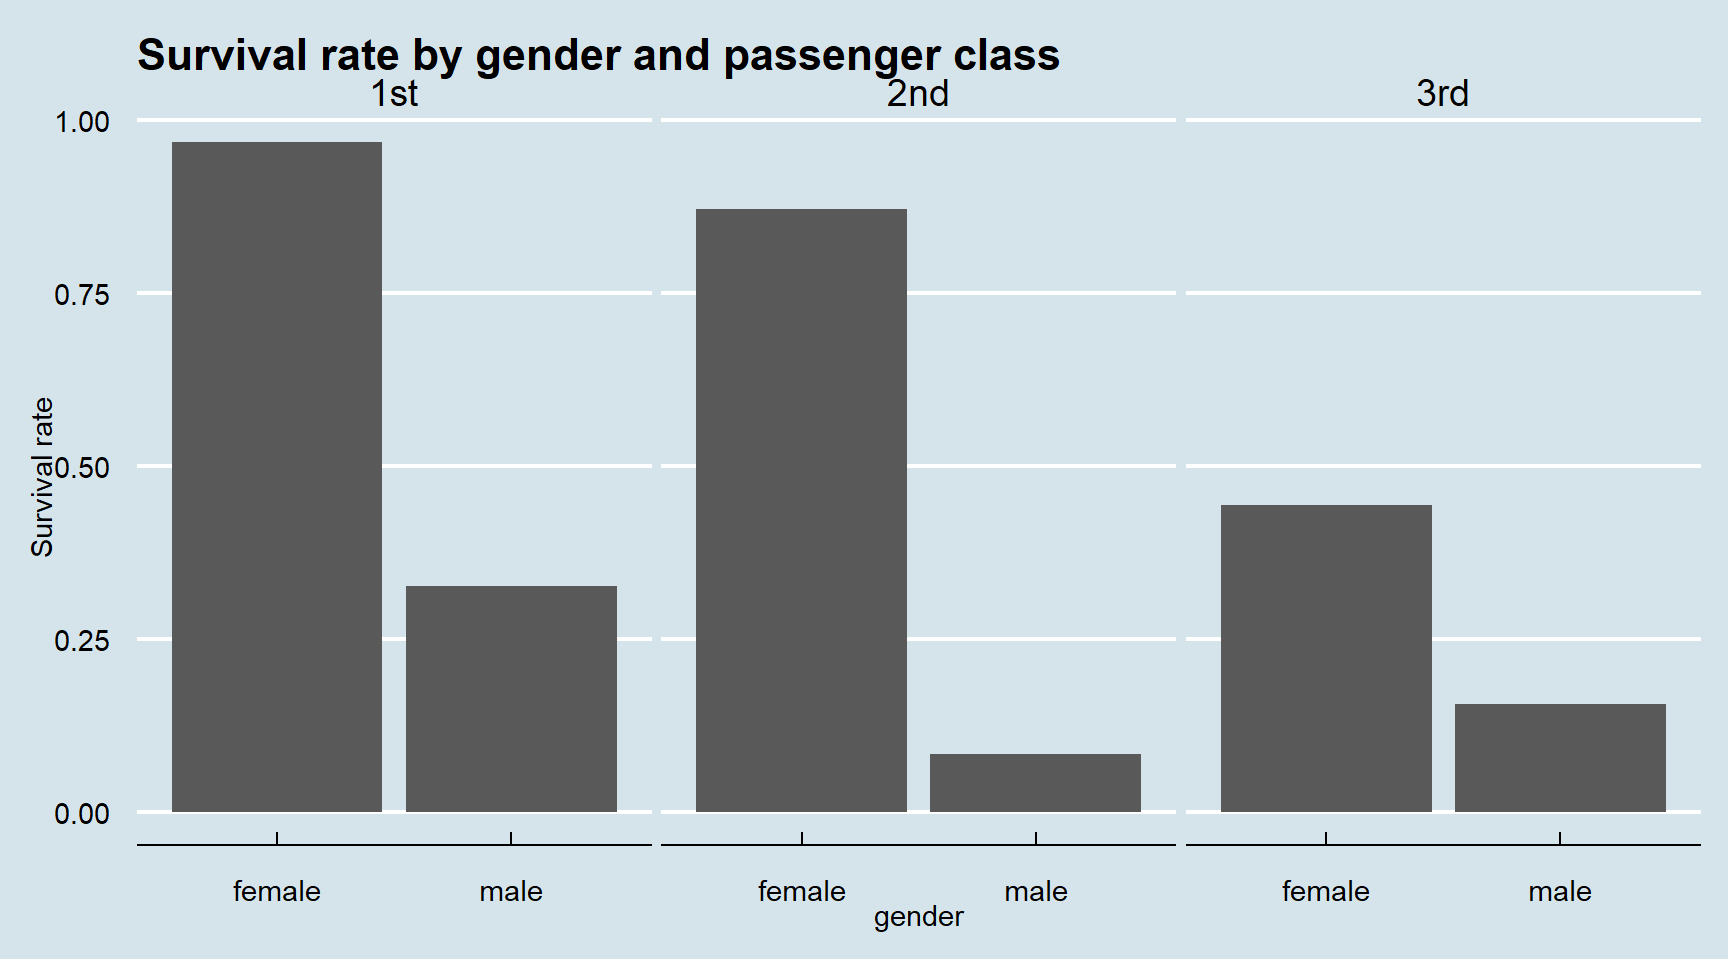 Survival rate by gender and passenger class
1st 2nd 3rd
1.00
0.75
0.50
0.25
0.00
Survival rate
female male female male female male
gender